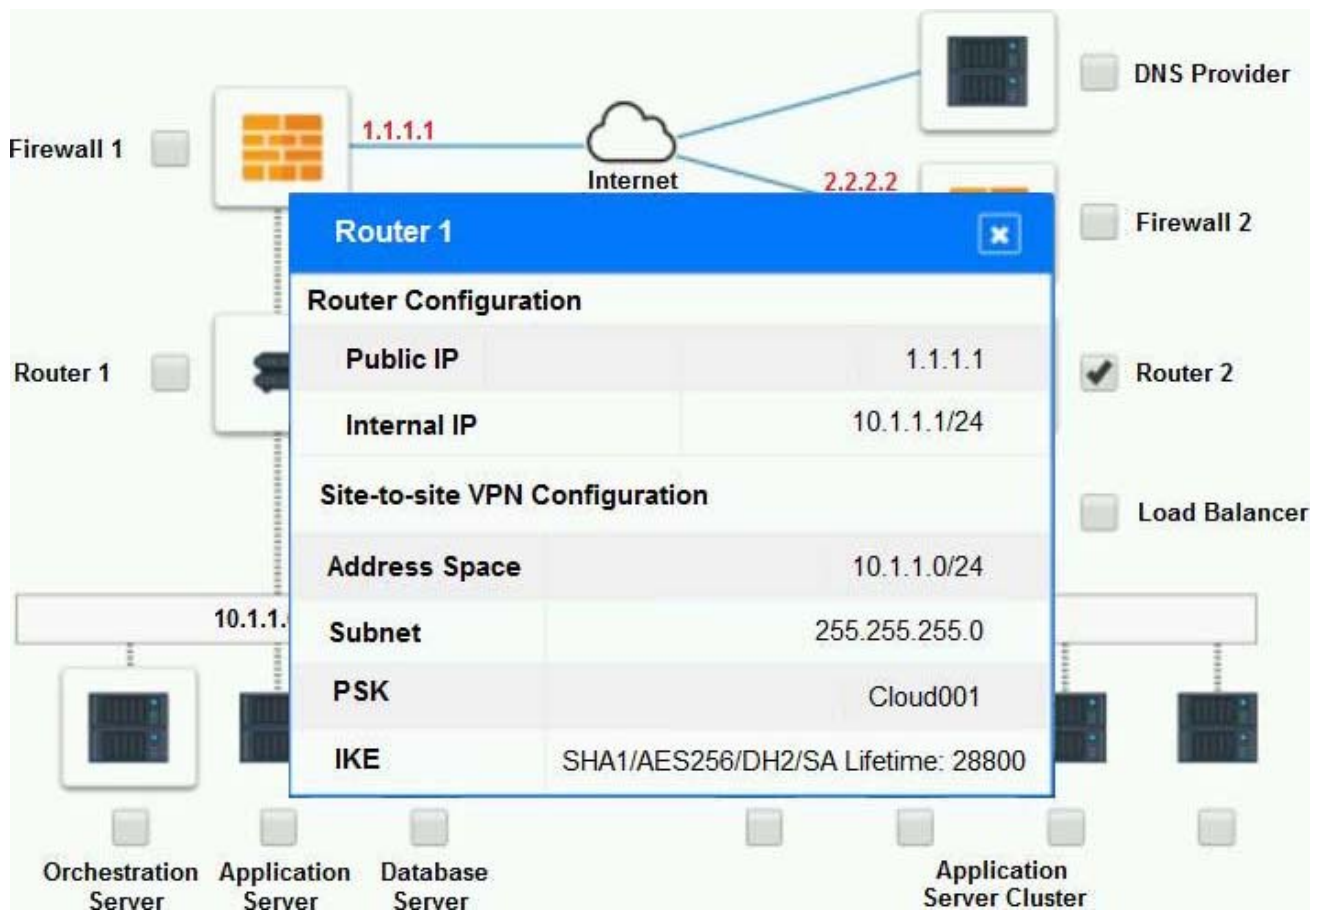 DNS Provider
Firewall 1
1.1.1.1
Internet
2.2.2.2
Firewall 2
Router 1
Router Configuration
Public IP 1.1.1.1
Internal IP 10.1.1.1/24
Router 1
Router 2
Site-to-site VPN Configuration
Load Balancer
Address Space 10.1.1.0/24
10.1.1.
Subnet 255.255.255.0
PSK Cloud001
IKE SHA1/AES256/DH2/SA Lifetime: 28800
Orchestration
Server
Application
Server
Database
Server
Application
Server Cluster